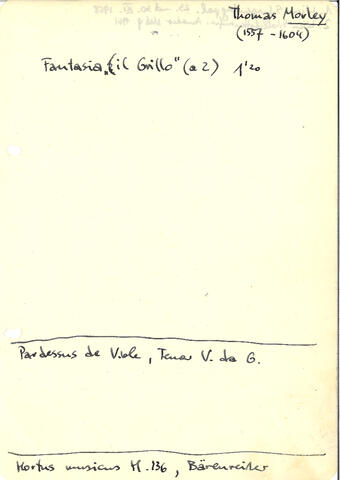 Thomas Morley
(1557 - 1604)
Fantasia „il Grillo" (a 2) 1'20
Pardessus de Viole, Tenor V. da G.
Hortus musicus H. 136, Bärenreiter